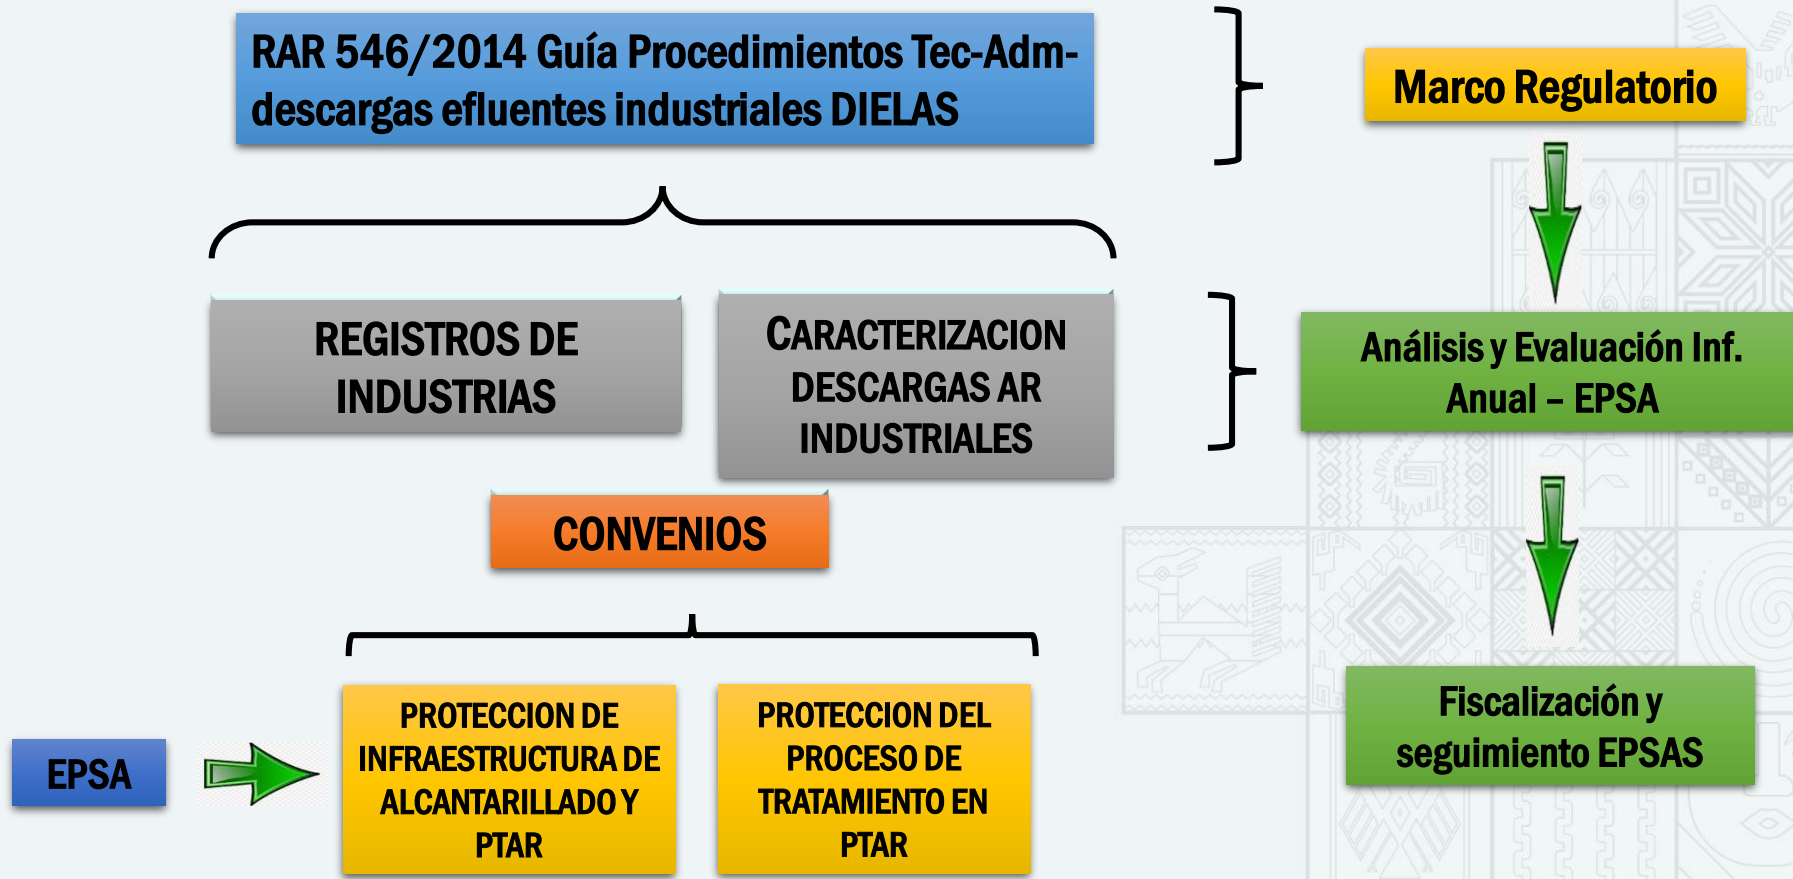 RAR 546/2014 Guía Procedimientos Tec-Adm-
descargas efluentes industriales DIELAS
Marco Regulatorio
REGISTROS DE
INDUSTRIAS
CARACTERIZACION
DESCARGAS AR
INDUSTRIALES
Análisis y Evaluación Inf.
Anual – EPSA
CONVENIOS
EPSA
PROTECCION DE
INFRAESTRUCTURA DE
ALCANTARILLADO Y
PTAR
PROTECCION DEL
PROCESO DE
TRATAMIENTO EN
PTAR
Fiscalización y
seguimiento EPSAS